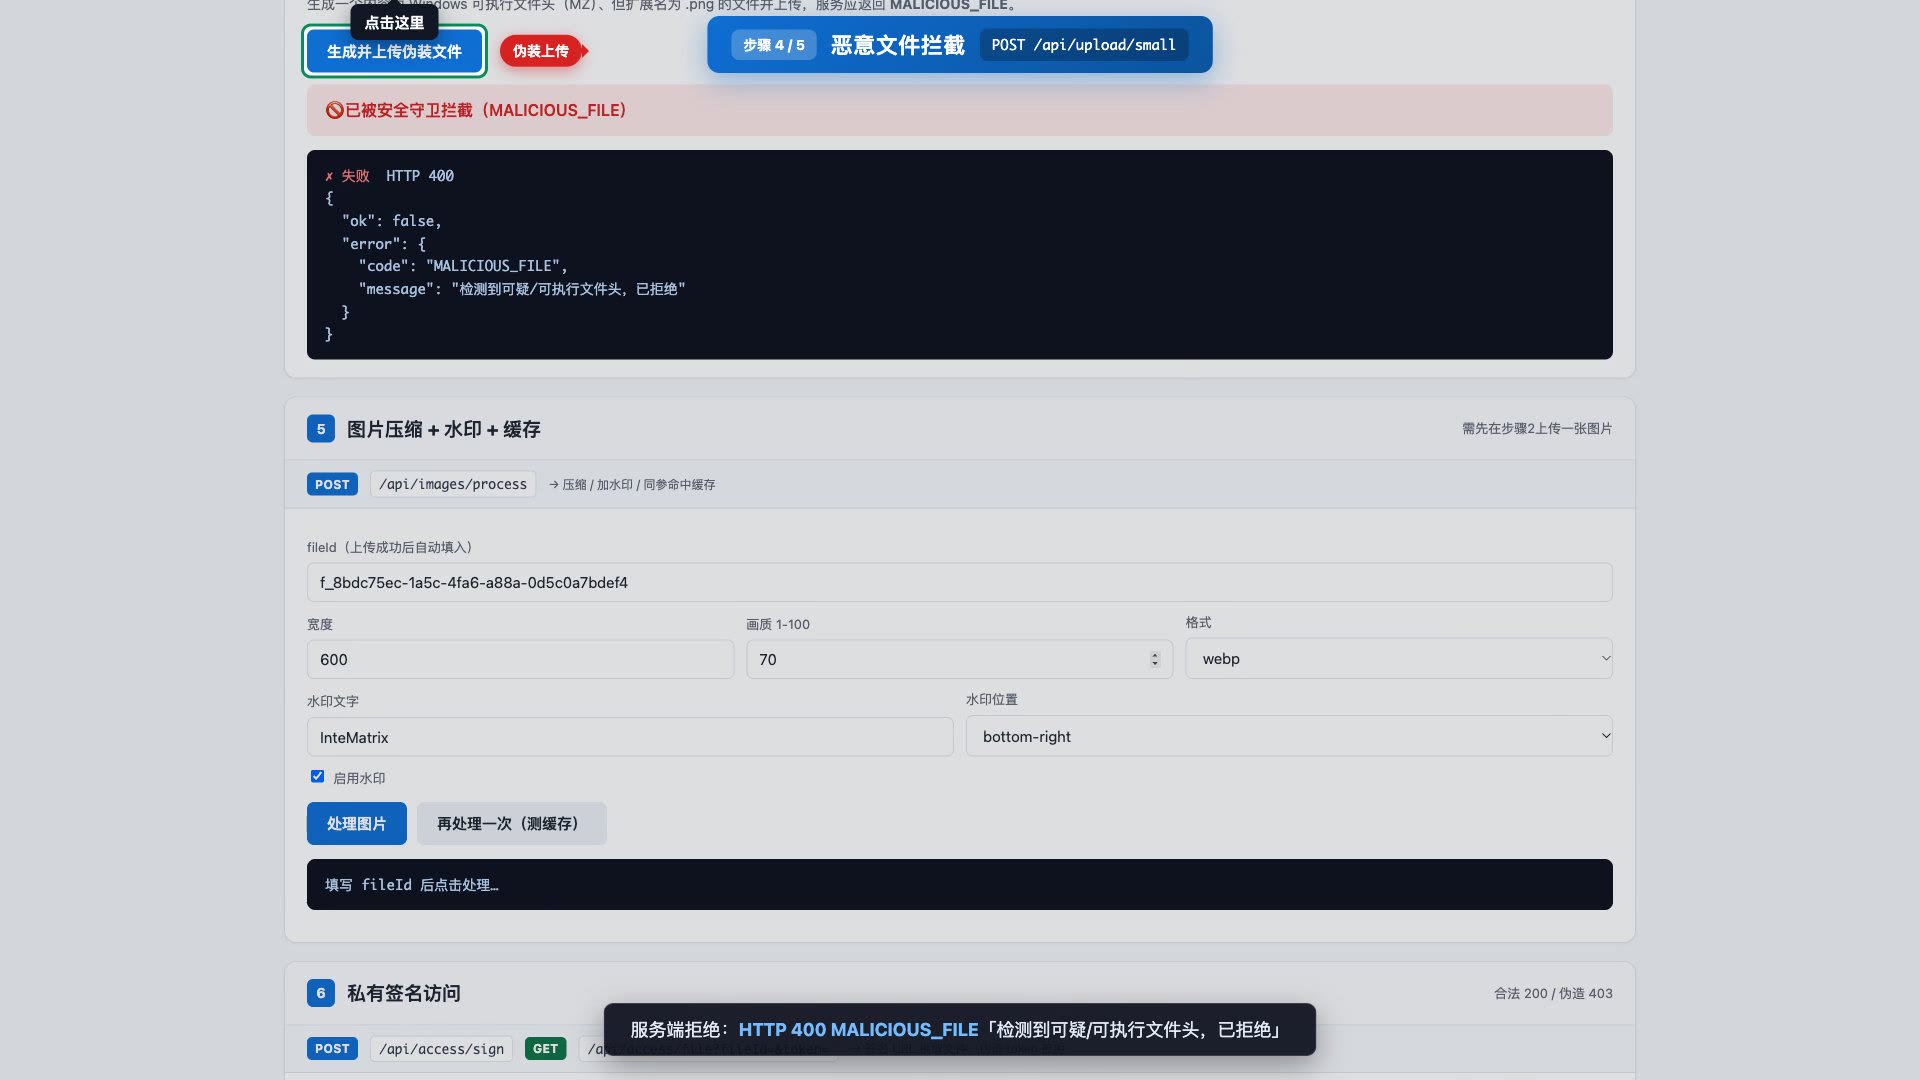 点击这里
Windows 可执行文件头（MZ）、但扩展名为 .png 的文件并上传，服务应返回 MALICIOUS_FILE。
生成并上传伪装文件
伪装上传
步骤 4 / 5
恶意文件拦截
POST /api/upload/small
🚫已被安全守卫拦截（MALICIOUS_FILE）
✗ 失败 HTTP 400
{
"ok": false,
"error": {
"code": "MALICIOUS_FILE",
"message": "检测到可疑/可执行文件头，已拒绝"
}
}
5
图片压缩 + 水印 + 缓存
需先在步骤2上传一张图片
POST
/api/images/process
→ 压缩 / 加水印 / 同参命中缓存
fileId（上传成功后自动填入）
f_8bdc75ec-1a5c-4fa6-a88a-0d5c0a7bdef4
宽度
画质 1-100
格式
600
70
webp
水印文字
水印位置
InteMatrix
bottom-right
启用水印
处理图片
再处理一次（测缓存）
填写 fileId 后点击处理…
6
私有签名访问
合法 200 / 伪造 403
服务端拒绝：HTTP 400 MALICIOUS_FILE「检测到可疑/可执行文件头，已拒绝」
POST
/api/access/sign
GET